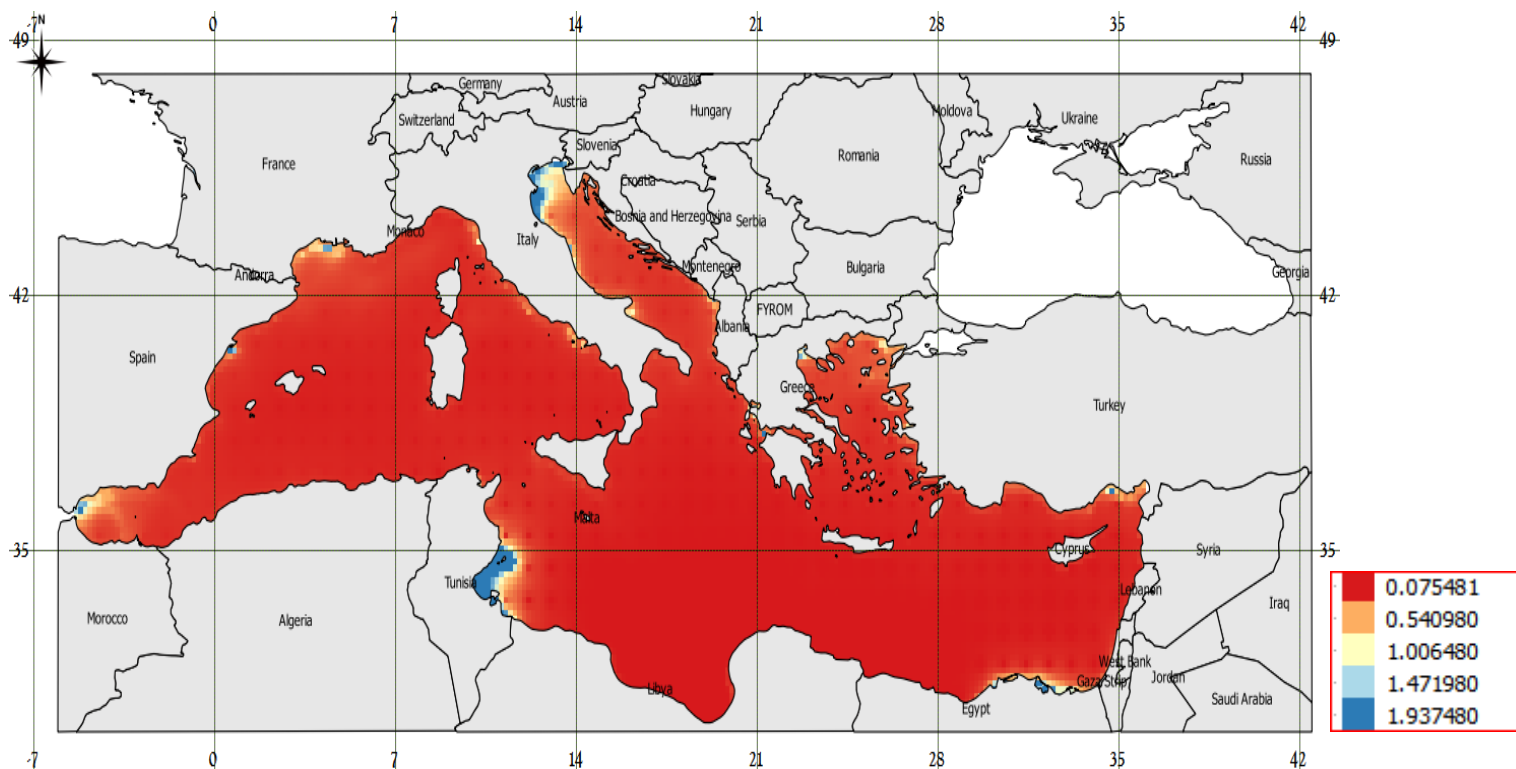 -7 0 7 14 21 28 35 42
N
49 49
Germany
Slovakia
Austria
Hungary
Moldova
Ukraine
Switzerland
Slovenia
Romania
Russia
France
Croatia
Bosnia and Herzegovina
Serbia
Monaco
Italy
Montenegro
Bulgaria
Georgia
Andorra
42 42
FYROM
Albania
Spain
Greece
Turkey
Malta
35 35
Cyprus
Syria
Tunisia
Lebanon
Iraq
Morocco
Algeria
West Bank
Jordan
Gaza Strip
Libya
Egypt
Saudi Arabia
-7 0 7 14 21 28 35 42
0.075481
0.540980
1.006480
1.471980
1.937480